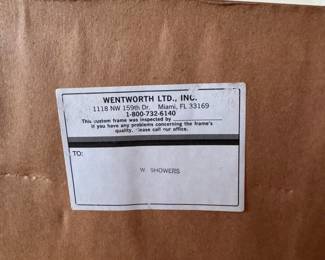 WENTWORTH LTD., INC.
1118 NW 159th Dr. Miami, FL 33169
1-800-732-6140
This custom frame was inspected by
If you have any problems concerning the frame's
quality, please call our office.
TO:
W. SHOWERS